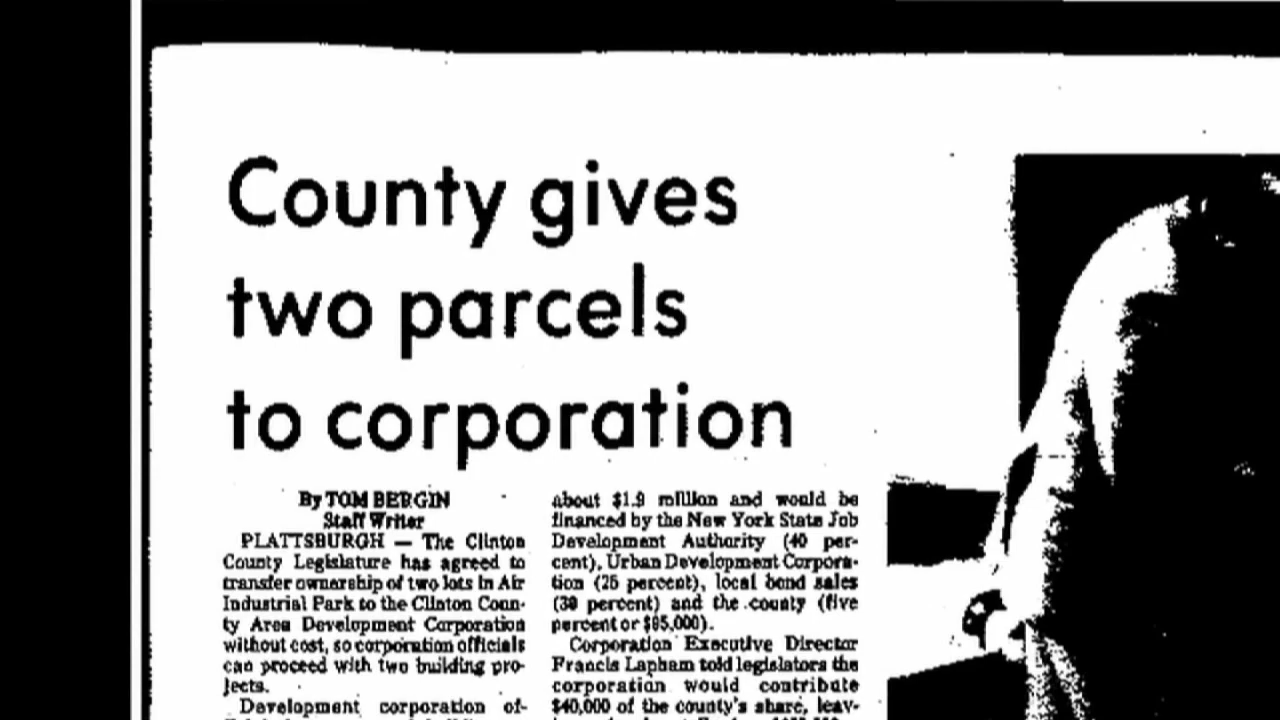 County gives
two parcels
to corporation
By TOM BERGIN
Staff Writer
PLATTSBURGH — The Clinton
County Legislature has agreed to
transfer ownership of two lots in Air
Industrial Park to the Clinton Coun-
ty Area Development Corporation
without cost, so corporation officials
can proceed with two building pro-
jects.
Development corporation of-
about $1.9 million and would be
financed by the New York State Job
Development Authority (40 per-
cent), Urban Development Corpora-
tion (25 percent), local bond sales
(30 percent) and the county (five
percent or $95,000).
Corporation Executive Director
Francis Lapham told legislators the
corporation would contribute
$40,000 of the county's share, leav-